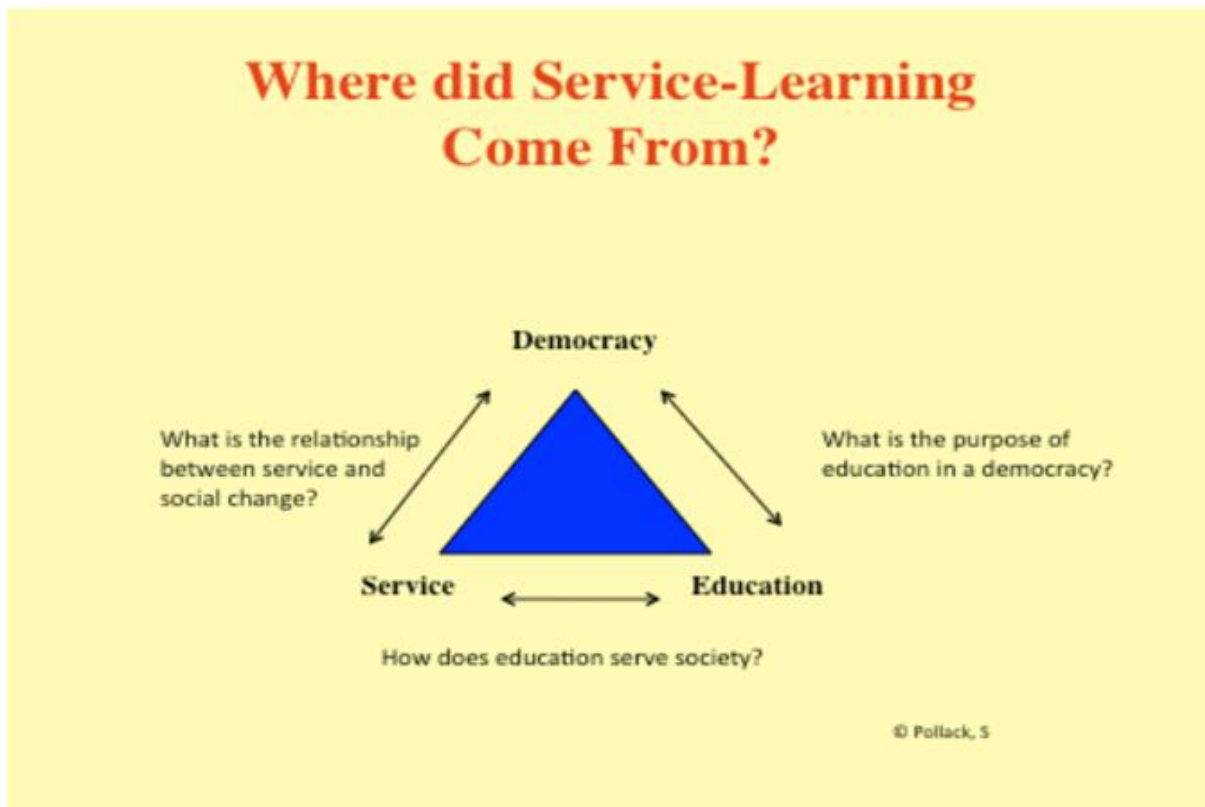 Where did Service-Learning
Come From?
Democracy
What is the relationship
between service and
social change?
What is the purpose of
education in a democracy?
Service
Education
How does education serve society?
© Pollack, S